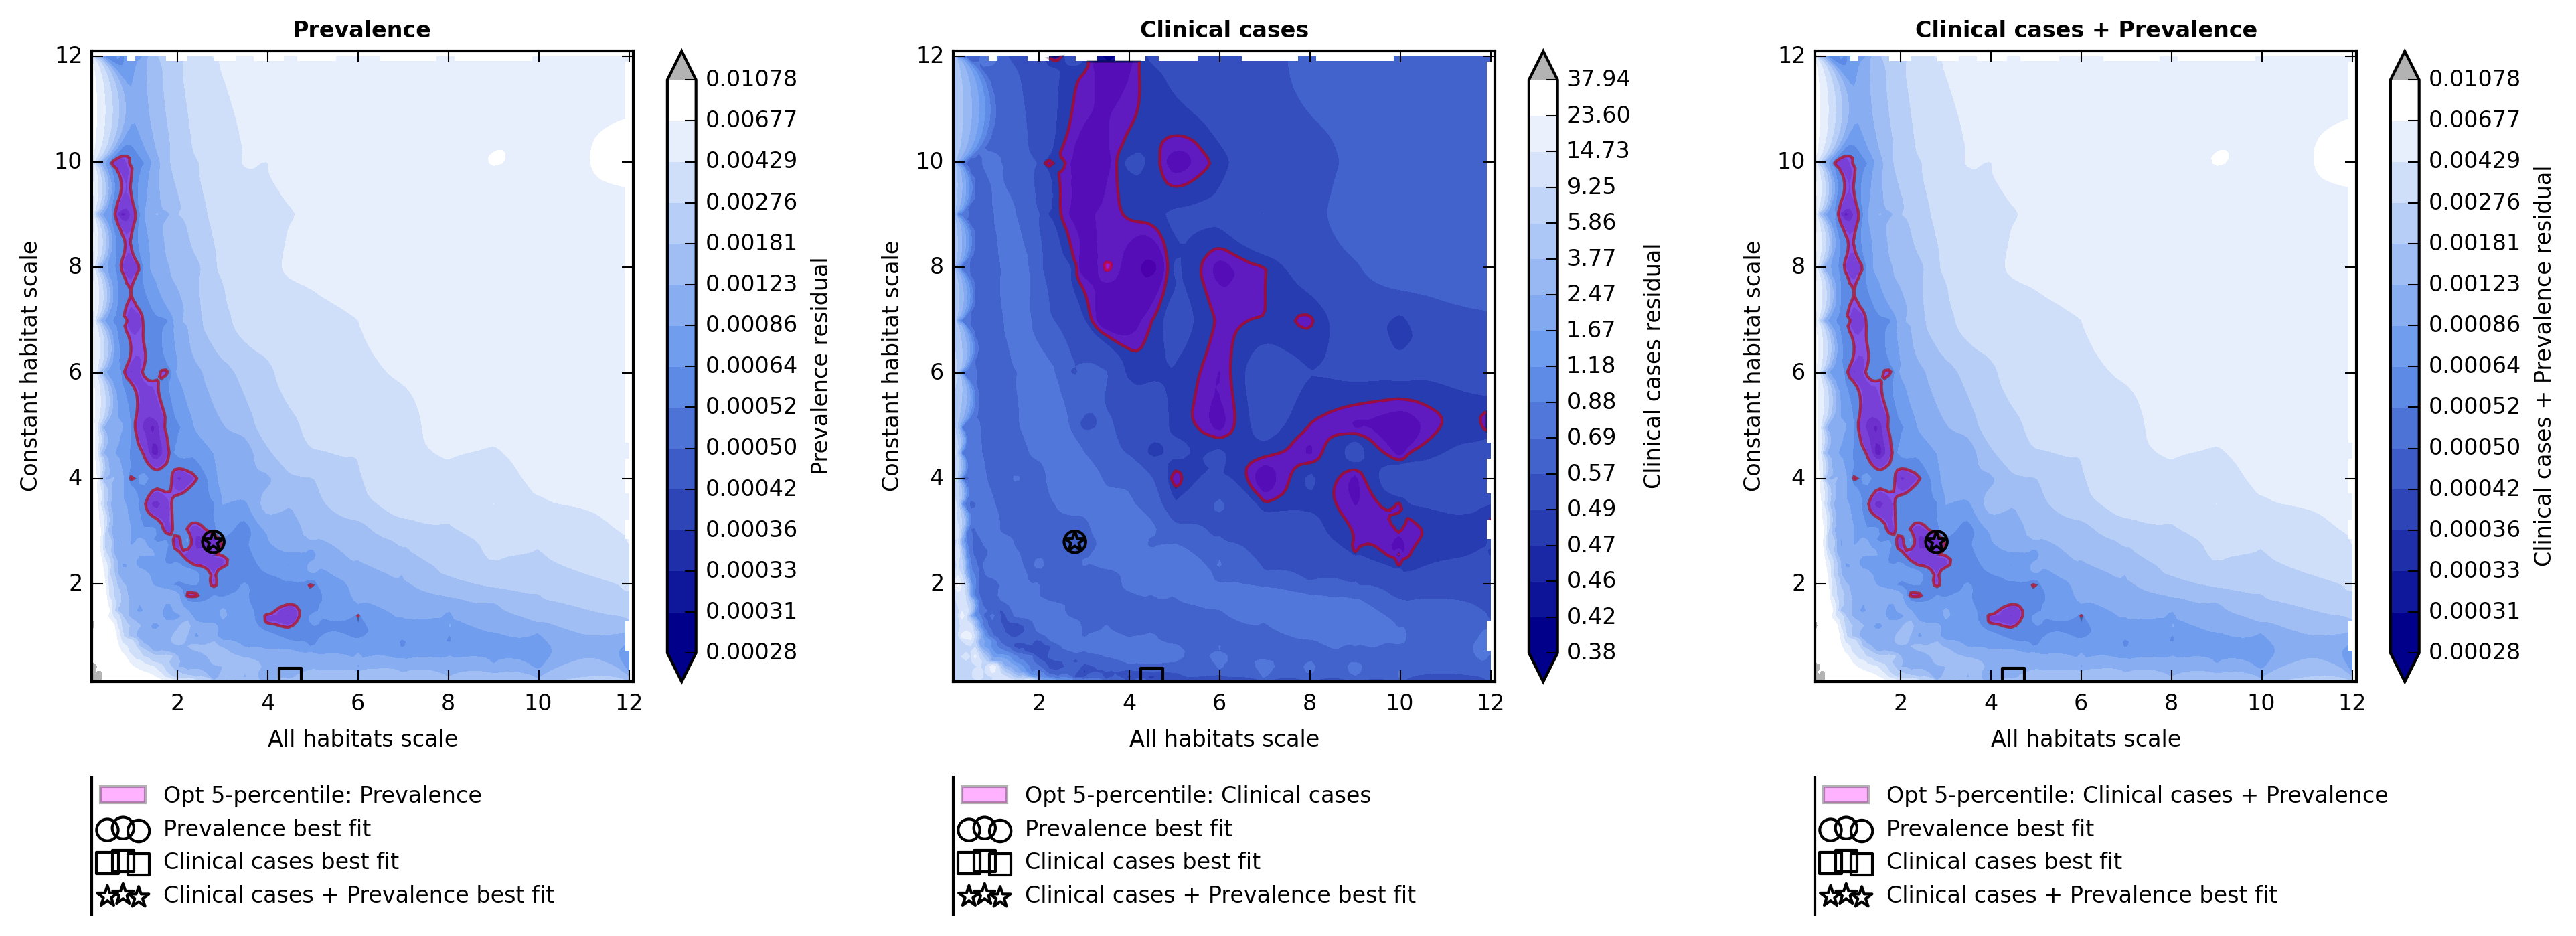 Prevalence
12
10
8
6
4
2
2 4 6 8 10 12
Constant habitat scale
All habitats scale
0.01078
0.00677
0.00429
0.00276
0.00181
0.00123
0.00086
0.00064
0.00052
0.00050
0.00042
0.00036
0.00033
0.00031
0.00028
Prevalence residual
Opt 5-percentile: Prevalence
Prevalence best fit
Clinical cases best fit
Clinical cases + Prevalence best fit
Clinical cases
12
10
8
6
4
2
2 4 6 8 10 12
Constant habitat scale
All habitats scale
37.94
23.60
14.73
9.25
5.86
3.77
2.47
1.67
1.18
0.88
0.69
0.57
0.49
0.47
0.46
0.42
0.38
Clinical cases residual
Opt 5-percentile: Clinical cases
Prevalence best fit
Clinical cases best fit
Clinical cases + Prevalence best fit
Clinical cases + Prevalence
12
10
8
6
4
2
2 4 6 8 10 12
Constant habitat scale
All habitats scale
0.01078
0.00677
0.00429
0.00276
0.00181
0.00123
0.00086
0.00064
0.00052
0.00050
0.00042
0.00036
0.00033
0.00031
0.00028
Clinical cases + Prevalence residual
Opt 5-percentile: Clinical cases + Prevalence
Prevalence best fit
Clinical cases best fit
Clinical cases + Prevalence best fit